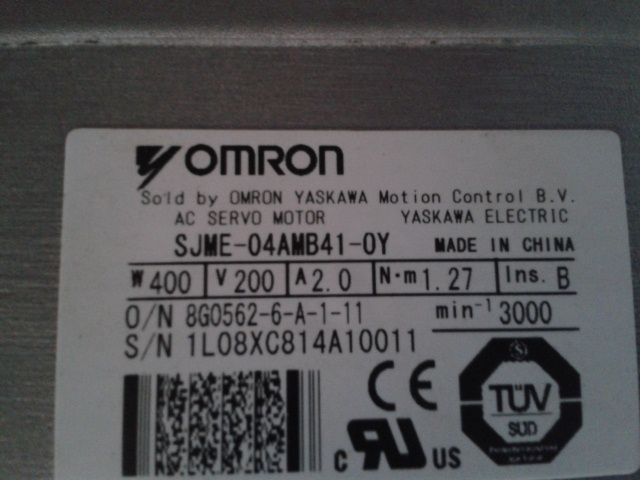 OMRON
Sold by OMRON YASKAWA Motion Control B.V.
AC SERVO MOTOR YASKAWA ELECTRIC
SJME-04AMB41-OY MADE IN CHINA
W 400 V 200 A 2.0 N·m 1.27 Ins. B
O/N 8G0562-6-A-1-11 min⁻¹ 3000
S/N 1L08XC814A10011
CE
TÜV
SÜD
c RU US